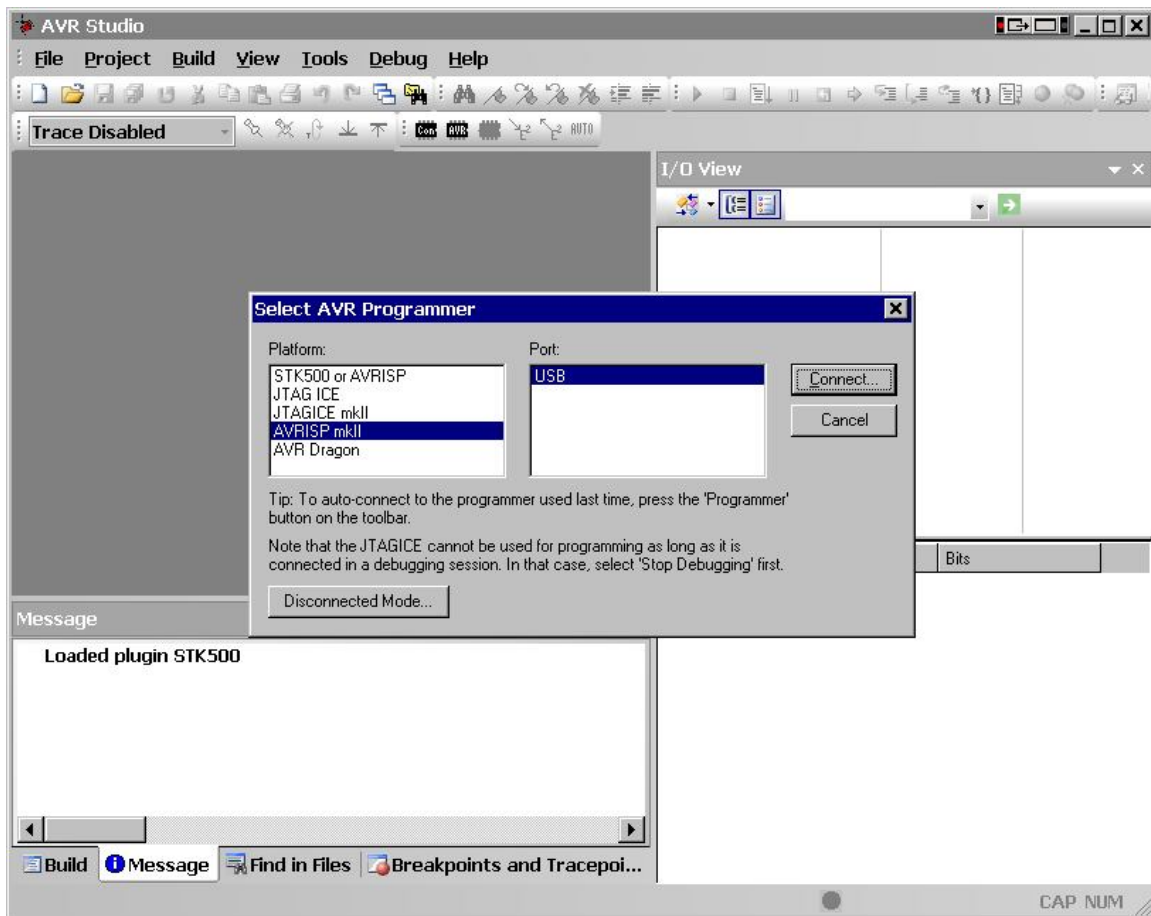 AVR Studio
File Project Build View Tools Debug Help
Trace Disabled
Con AVR AUTO
I/O View
Select AVR Programmer
Platform:
Port:
STK500 or AVRISP
JTAG ICE
JTAGICE mkII
AVRISP mkII
AVR Dragon
USB
Connect...
Cancel
Tip: To auto-connect to the programmer used last time, press the 'Programmer'
button on the toolbar.
Note that the JTAGICE cannot be used for programming as long as it is
connected in a debugging session. In that case, select 'Stop Debugging' first.
Disconnected Mode...
Bits
Message
Loaded plugin STK500
Build Message Find in Files Breakpoints and Tracepoi...
CAP NUM